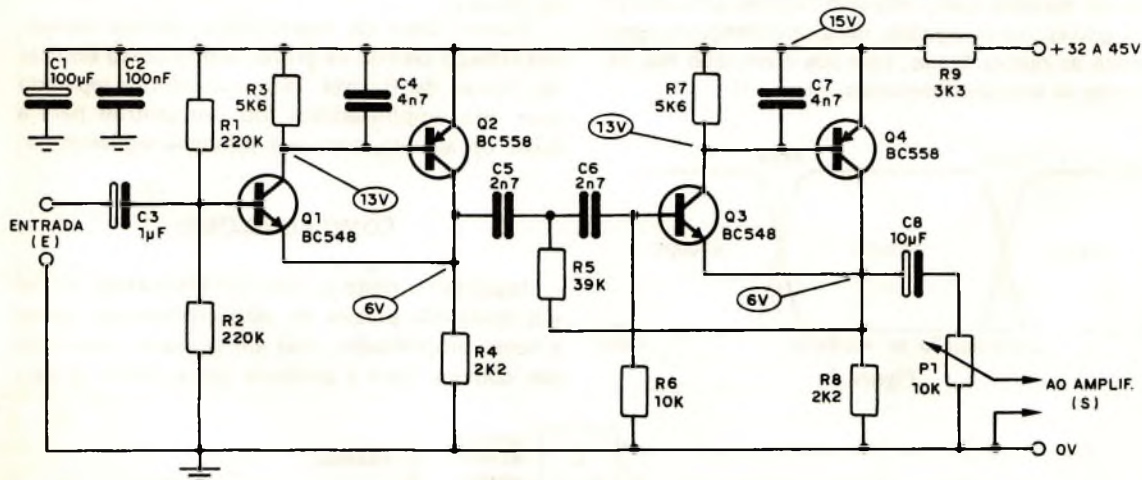 15V
+ 32 A 45V
C1
100µF
C2
100nF
R3
5K6
C4
4n7
R7
5K6
C7
4n7
R9
3K3
R1
220K
Q2
BC558
Q4
BC558
13V
13V
C5
2n7
C6
2n7
ENTRADA
(E)
C3
1µF
Q1
BC548
Q3
BC548
C8
10µF
6V
R5
39K
6V
R2
220K
R4
2K2
R6
10K
R8
2K2
P1
10K
AO AMPLIF.
(S)
0V